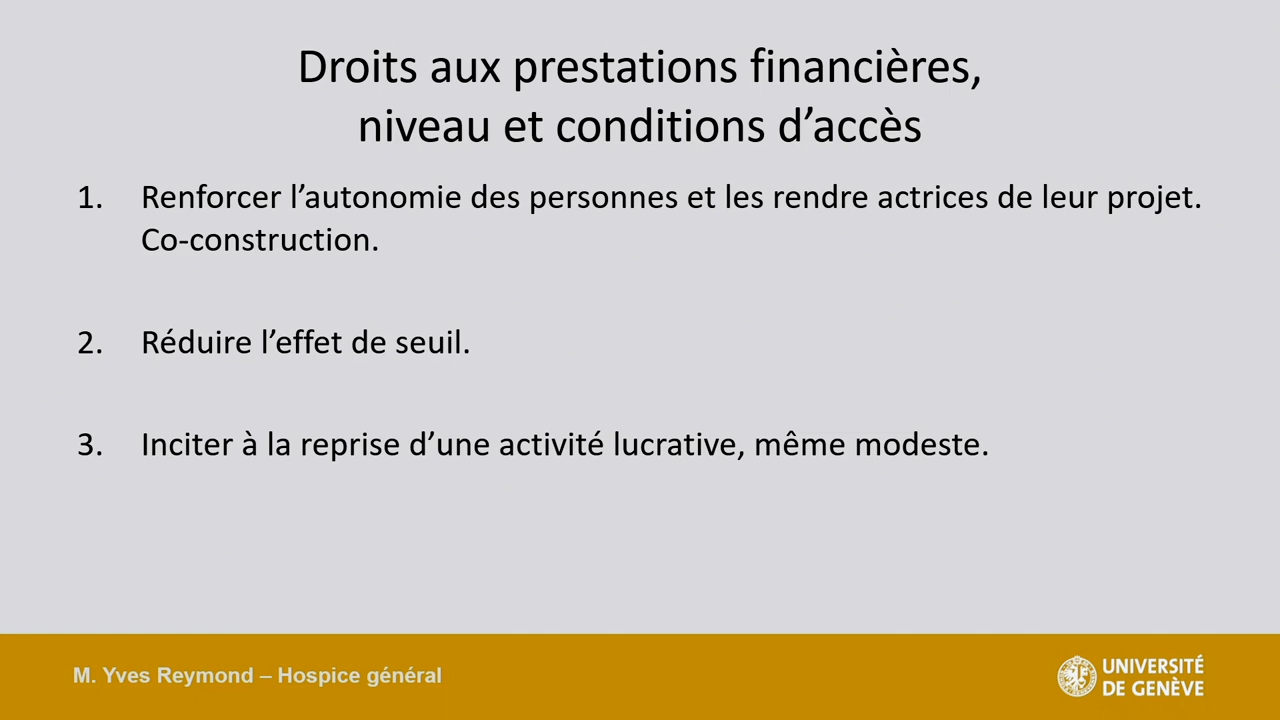 Droits aux prestations financières,
niveau et conditions d’accès
1. Renforcer l’autonomie des personnes et les rendre actrices de leur projet.
Co-construction.
2. Réduire l’effet de seuil.
3. Inciter à la reprise d’une activité lucrative, même modeste.
M. Yves Reymond – Hospice général
UNIVERSITÉ
DE GENÈVE